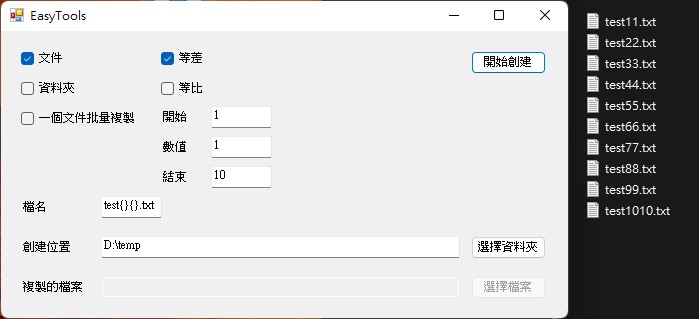 EasyTools
文件 等差 開始創建
資料夾 等比
一個文件批量複製 開始 1
數值 1
結束 10
檔名 test{}{}.txt
創建位置 D:\temp 選擇資料夾
複製的檔案 選擇檔案
test11.txt
test22.txt
test33.txt
test44.txt
test55.txt
test66.txt
test77.txt
test88.txt
test99.txt
test1010.txt